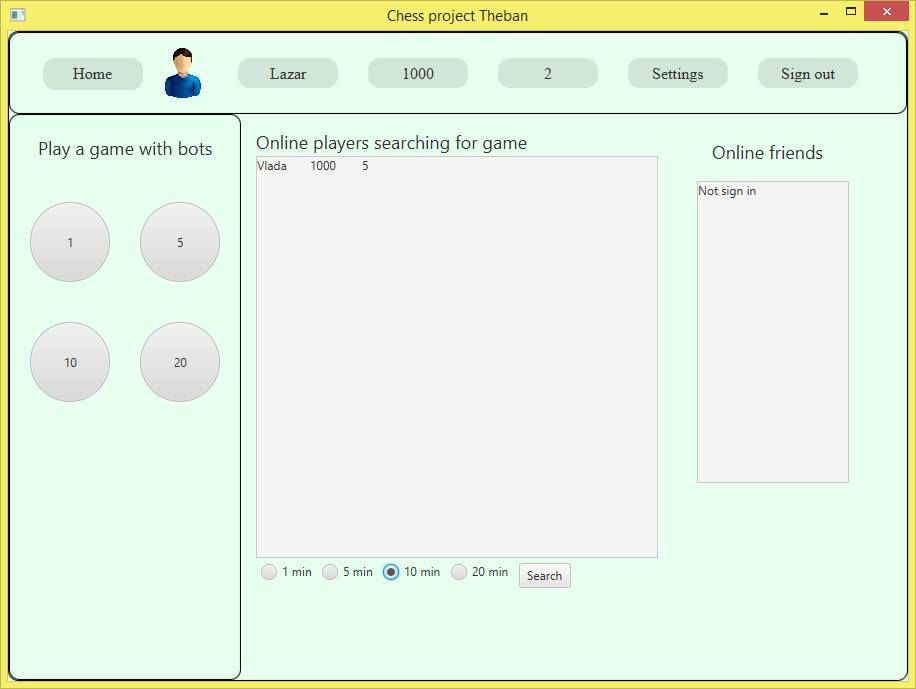 Chess project Theban
Home Lazar 1000 2 Settings Sign out
Play a game with bots
1 5
10 20
Online players searching for game
Vlada 1000 5
1 min 5 min 10 min 20 min Search
Online friends
Not sign in